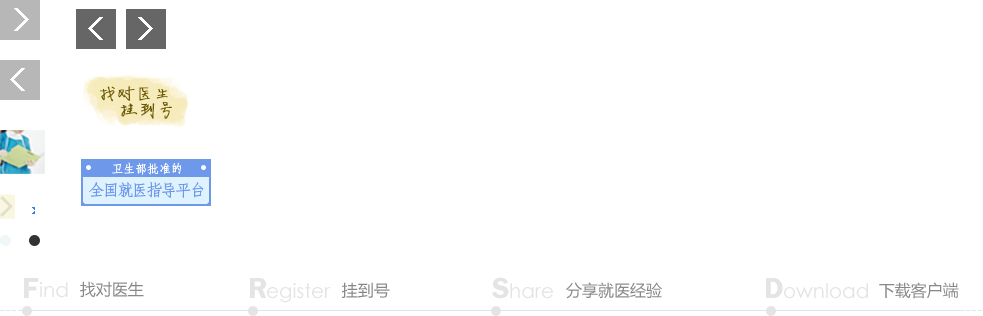 找对医生
挂到号
卫生部批准的
全国就医指导平台
Find 找对医生
Register 挂到号
Share 分享就医经验
Download 下载客户端